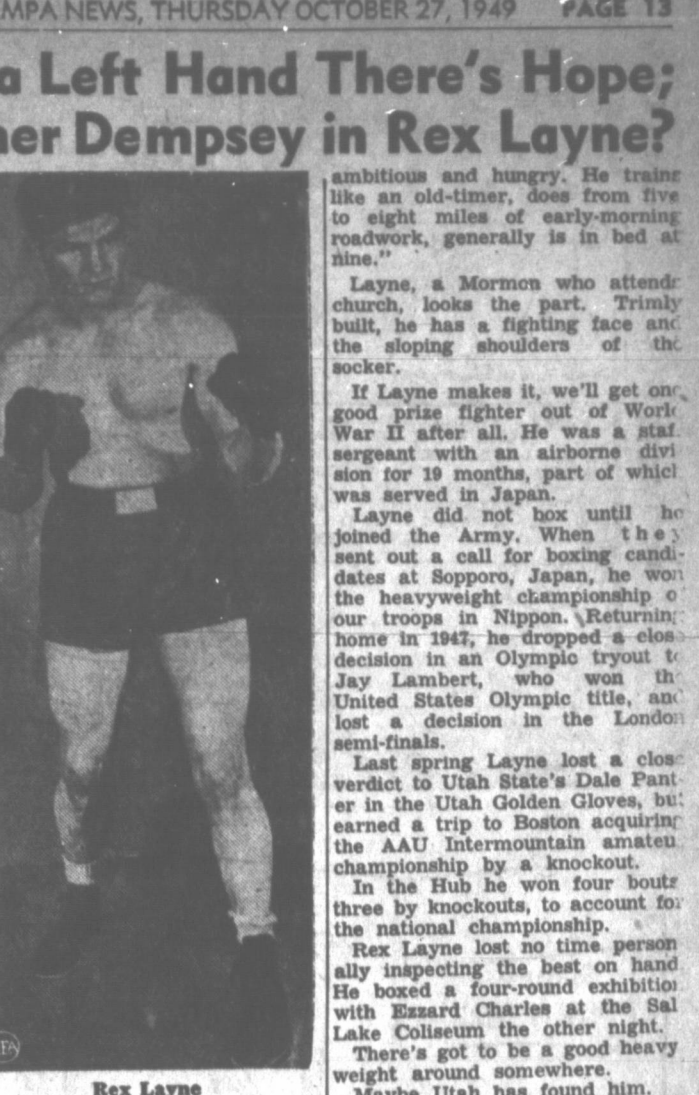 MPA NEWS, THURSDAY OCTOBER 27, 1949 PAGE 13
a Left Hand There's Hope;
her Dempsey in Rex Layne?
ambitious and hungry. He trains
like an old-timer, does from five
to eight miles of early-morning
roadwork, generally is in bed at
nine."
Layne, a Mormon who attends
church, looks the part. Trimly
built, he has a fighting face and
the sloping shoulders of the
socker.
If Layne makes it, we'll get one
good prize fighter out of Worl
War II after all. He was a staf
sergeant with an airborne divi
sion for 19 months, part of which
was served in Japan.
Layne did not box until he
joined the Army. When they
sent out a call for boxing candi-
dates at Sopporo, Japan, he won
the heavyweight championship o
our troops in Nippon. Returning
home in 1947, he dropped a clos
decision in an Olympic tryout to
Jay Lambert, who won th
United States Olympic title, and
lost a decision in the London
semi-finals.
Last spring Layne lost a clos
verdict to Utah State's Dale Pant
er in the Utah Golden Gloves, but
earned a trip to Boston acquiring
the AAU Intermountain amateu
championship by a knockout.
In the Hub he won four bouts
three by knockouts, to account for
the national championship.
Rex Layne lost no time person
ally inspecting the best on hand
He boxed a four-round exhibition
with Ezzard Charles at the Sal
Lake Coliseum the other night.
There's got to be a good heavy
weight around somewhere.
Maybe Utah has found him.
Rex Layne